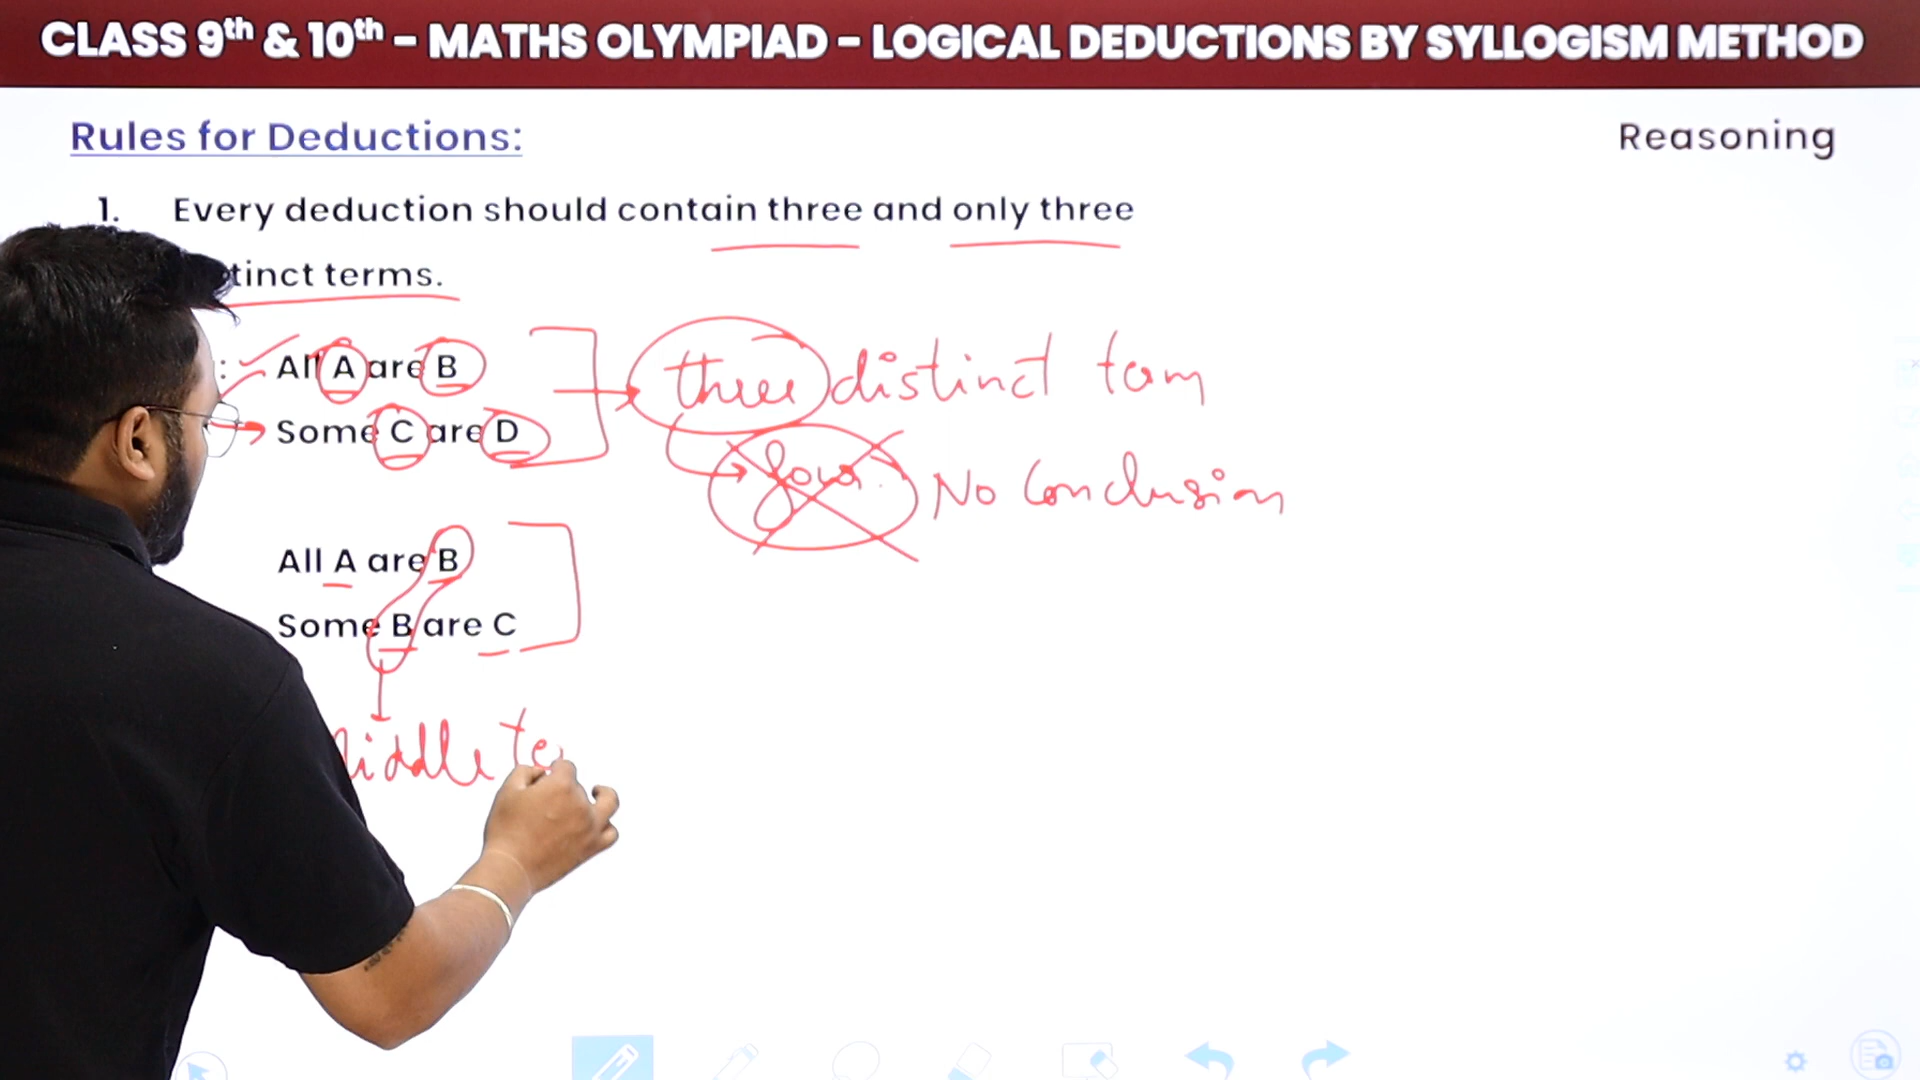 CLASS 9th & 10th - MATHS OLYMPIAD - LOGICAL DEDUCTIONS BY SYLLOGISM METHOD
Rules for Deductions:
Reasoning
1. Every deduction should contain three and only three
tinct terms.
: All A are B
Some C are D
three distinct term
four No Conclusion
All A are B
Some B are C
Middle te